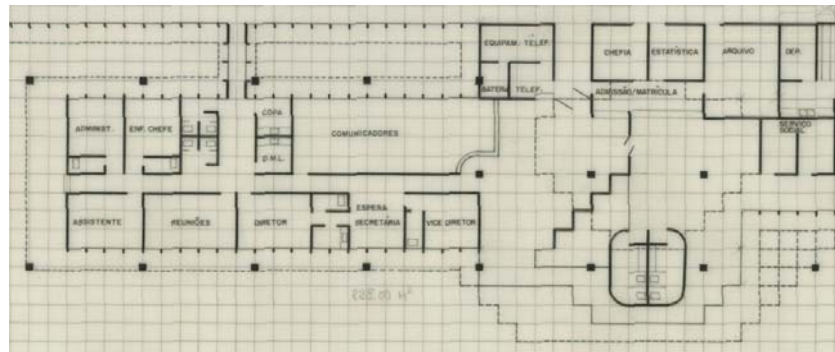 EQUIPAM. TELEF.
CHEFIA
ESTATÍSTICA
ARQUIVO
DEP.
BATERIA
TELEF.
ADMISSÃO/MATRÍCULA
COPA
ADMINIST.
ENF. CHEFE
COMUNICADORES
SERVIÇO
SOCIAL
D.M.L.
ESPERA
ASSISTENTE
REUNIÕES
DIRETOR
SECRETÁRIA
VICE DIRETOR